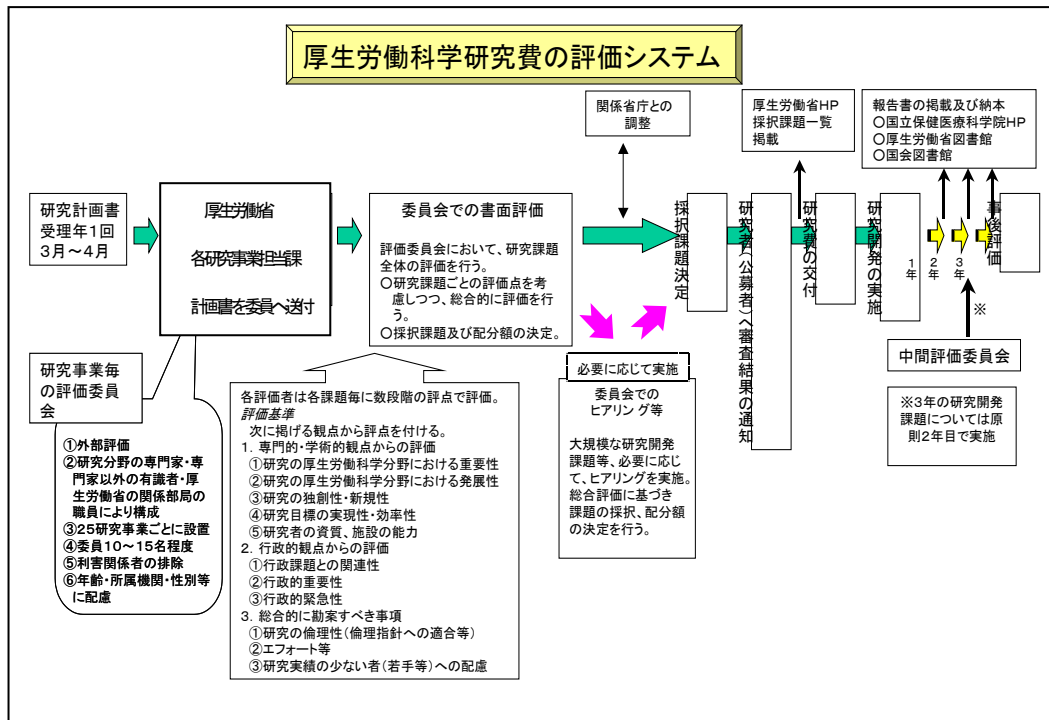 厚生労働科学研究費の評価システム
関係省庁との
調整
厚生労働省HP
採択課題一覧
掲載
報告書の掲載及び納本
○国立保健医療科学院HP
○厚生労働省図書館
○国会図書館
研究計画書
受理年1回
3月～4月
厚生労働省
各研究事業担当課
計画書を委員へ送付
委員会での書面評価
評価委員会において、研究課題
全体の評価を行う。
○研究課題ごとの評価点を考
慮しつつ、総合的に評価を行
う。
○採択課題及び配分額の決定。
採択課題決定
研究者（公募者）へ審査結果の通知
研究費の交付
研究開発の実施
1年
2年
3年
事後評価
※
中間評価委員会
※3年の研究開発
課題については原
則2年目で実施
必要に応じて実施
委員会での
ヒアリング等
大規模な研究開発
課題等、必要に応じ
て、ヒアリングを実施。
総合評価に基づき
課題の採択、配分額
の決定を行う。
研究事業毎
の評価委員
会
①外部評価
②研究分野の専門家・専
門家以外の有識者・厚
生労働省の関係部局の
職員により構成
③25研究事業ごとに設置
④委員10～15名程度
⑤利害関係者の排除
⑥年齢・所属機関・性別等
に配慮
各評価者は各課題毎に数段階の評点で評価。
評価基準
次に掲げる観点から評点を付ける。
1．専門的・学術的観点からの評価
①研究の厚生労働科学分野における重要性
②研究の厚生労働科学分野における発展性
③研究の独創性・新規性
④研究目標の実現性・効率性
⑤研究者の資質、施設の能力
2．行政的観点からの評価
①行政課題との関連性
②行政的重要性
③行政的緊急性
3．総合的に勘案すべき事項
①研究の倫理性（倫理指針への適合等）
②エフォート等
③研究実績の少ない者（若手等）への配慮